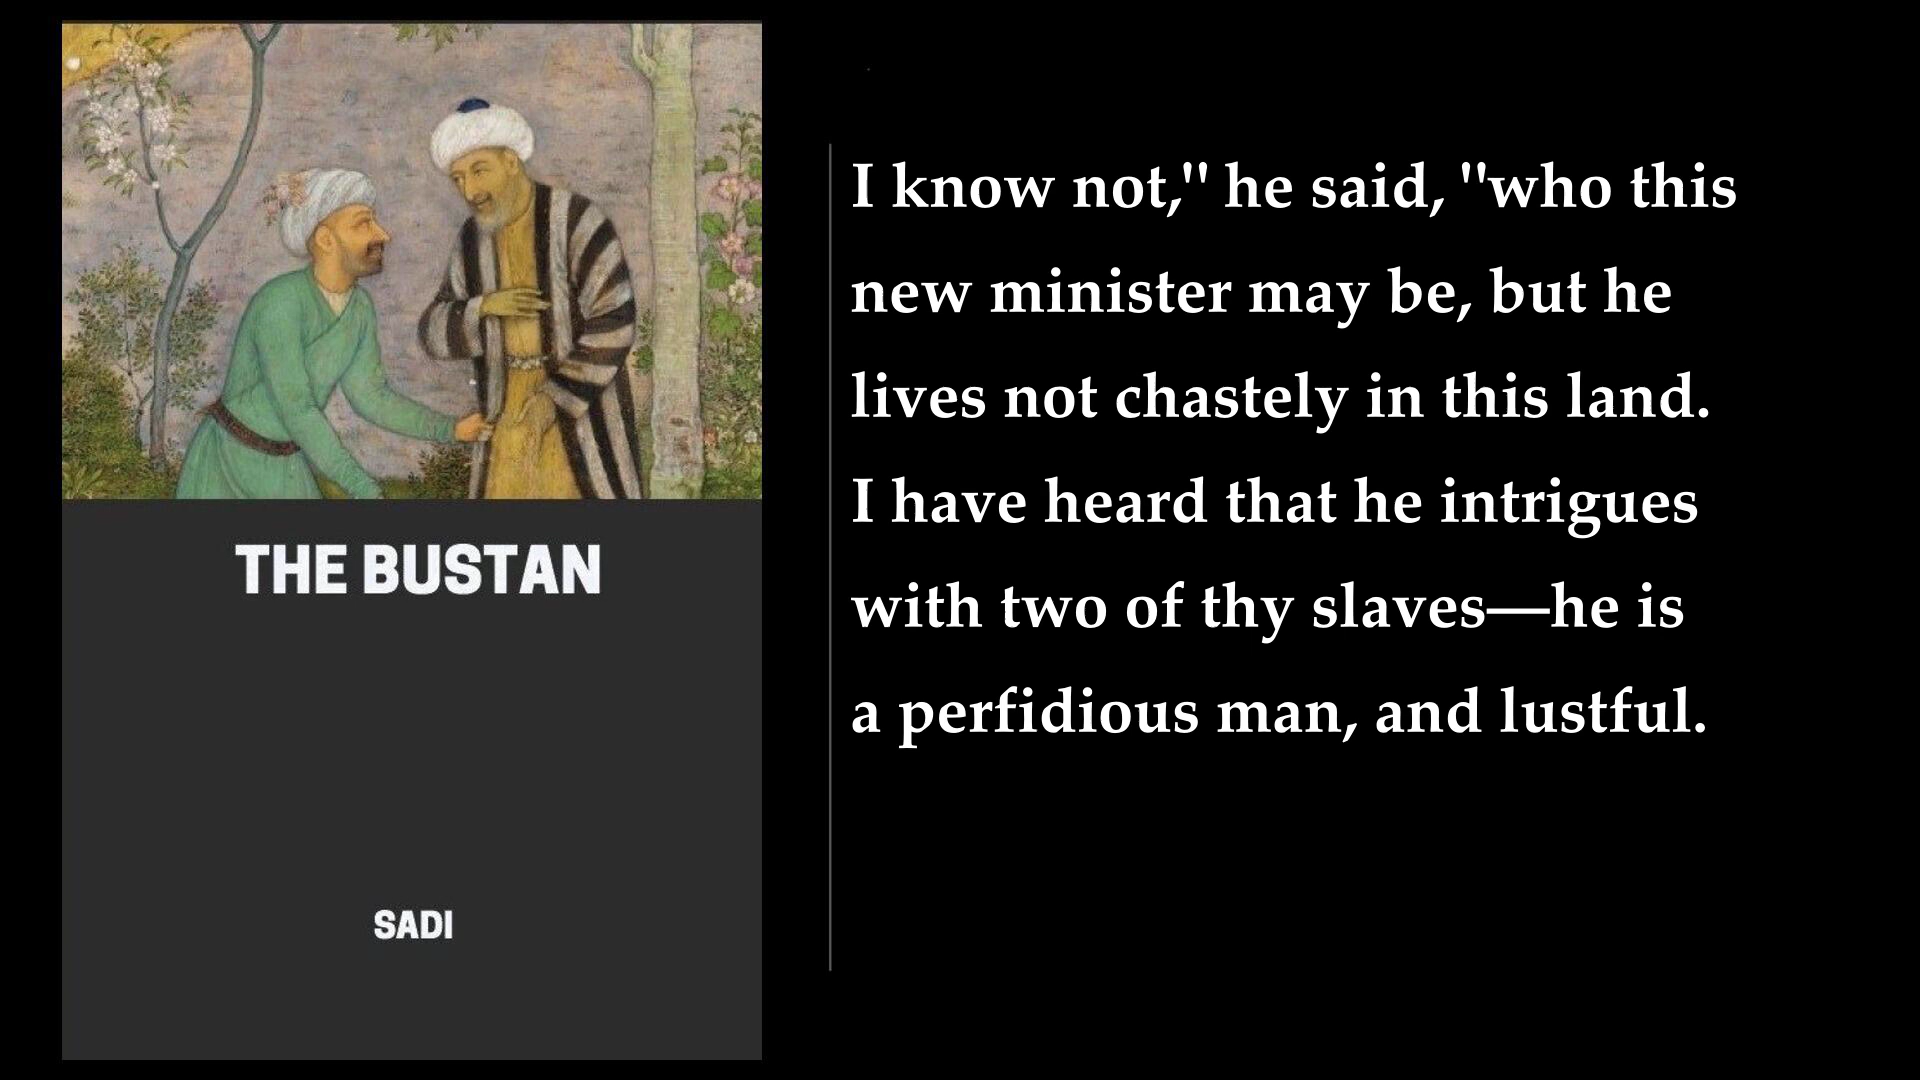 THE BUSTAN
SADI
I know not," he said, "who this
new minister may be, but he
lives not chastely in this land.
I have heard that he intrigues
with two of thy slaves—he is
a perfidious man, and lustful.